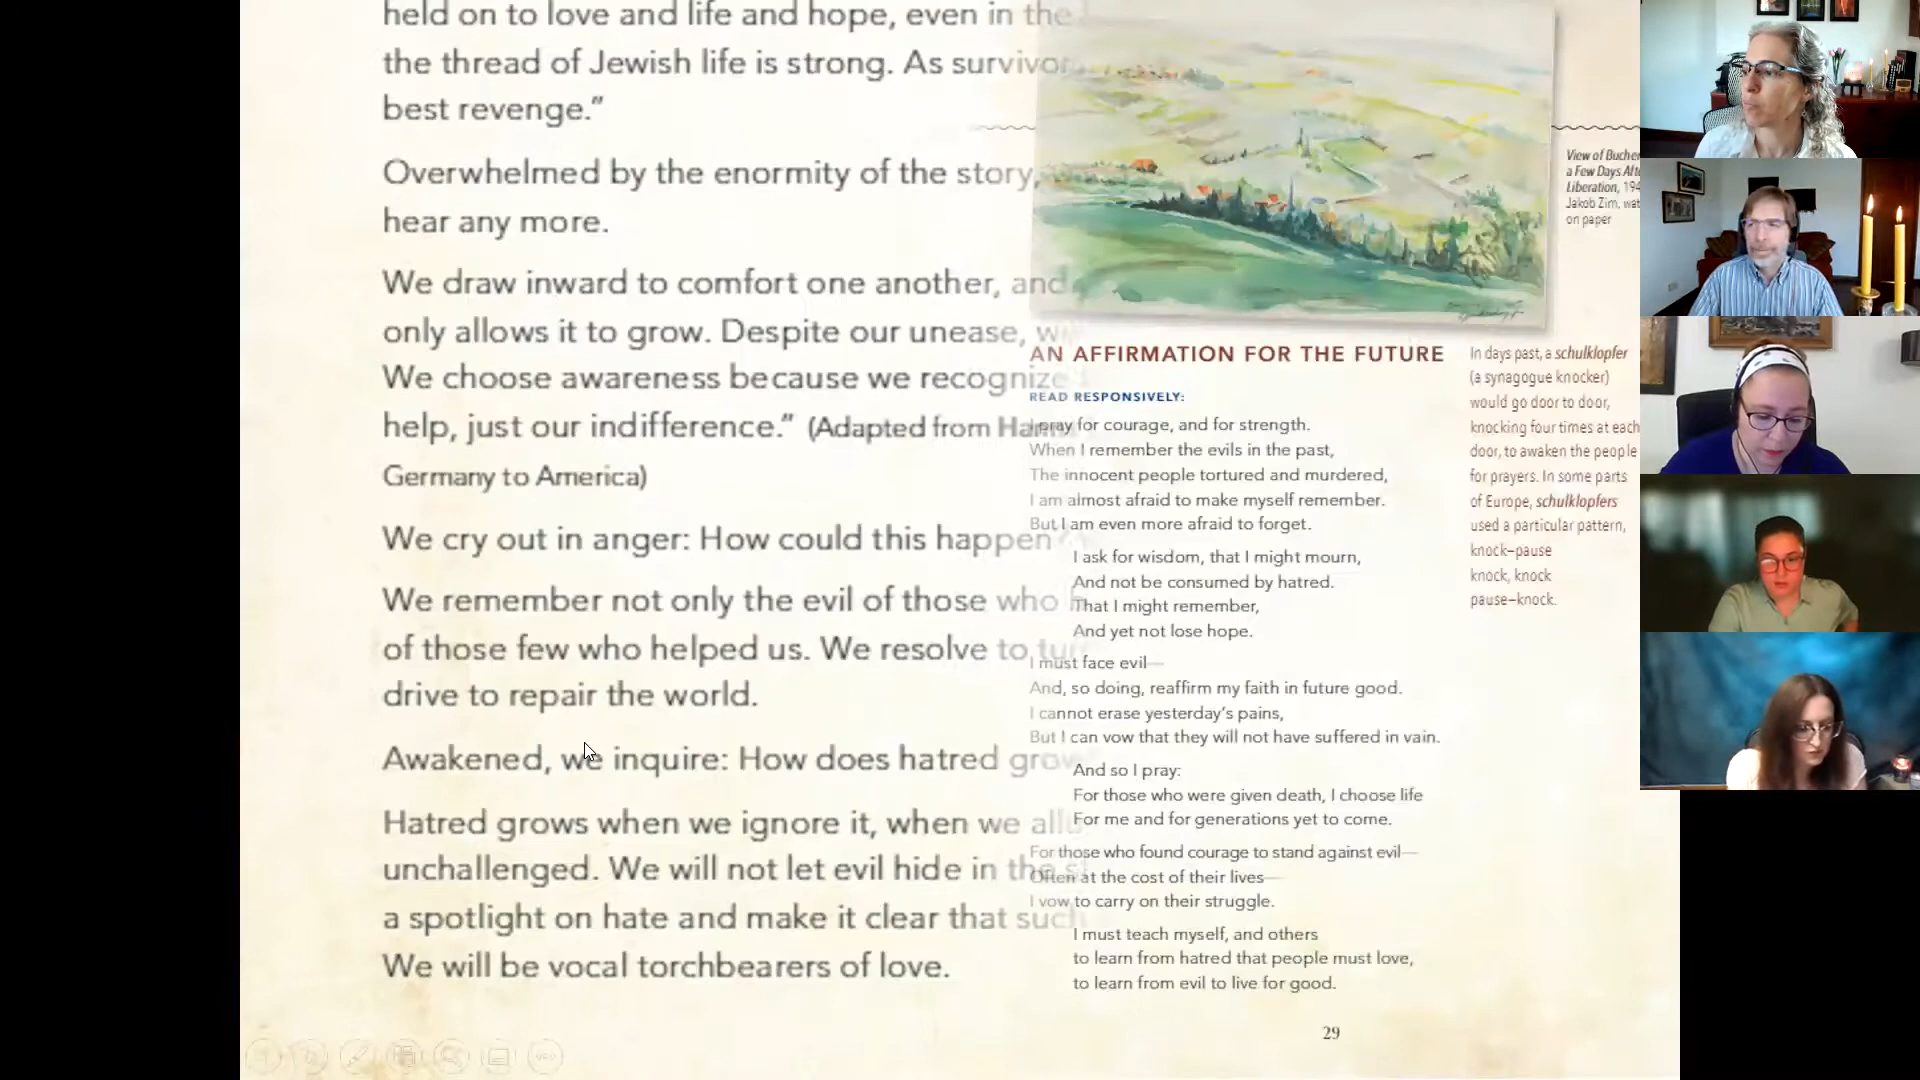 held on to love and life and hope, even in the
the thread of Jewish life is strong. As survivor
best revenge.”
Overwhelmed by the enormity of the story,
hear any more.
We draw inward to comfort one another, and
only allows it to grow. Despite our unease,
We choose awareness because we recognize
help, just our indifference.” (Adapted from
Germany to America)
We cry out in anger: How could this happen
We remember not only the evil of those who
of those few who helped us. We resolve to
drive to repair the world.
Awakened, we inquire: How does hatred
Hatred grows when we ignore it, when we
unchallenged. We will not let evil hide in the
a spotlight on hate and make it clear that such
We will be vocal torchbearers of love.
View of
a Few Days
Liberation,
Jakob Zim,
on paper
AN AFFIRMATION FOR THE FUTURE
READ RESPONSIVELY:
I pray for courage, and for strength.
When I remember the evils in the past,
The innocent people tortured and murdered,
I am almost afraid to make myself remember.
But I am even more afraid to forget.
I ask for wisdom, that I might mourn,
And not be consumed by hatred.
That I might remember,
And yet not lose hope.
I must face evil—
And, so doing, reaffirm my faith in future good.
I cannot erase yesterday’s pains,
But I can vow that they will not have suffered in vain.
And so I pray:
For those who were given death, I choose life
For me and for generations yet to come.
For those who found courage to stand against evil—
Often at the cost of their lives—
I vow to carry on their struggle.
I must teach myself, and others
to learn from hatred that people must love,
to learn from evil to live for good.
In days past, a schulklopfer
(a synagogue knocker)
would go door to door,
knocking four times at each
door, to awaken the people
for prayers. In some parts
of Europe, schulklopfers
used a particular pattern,
knock–pause
knock, knock
pause–knock.
29